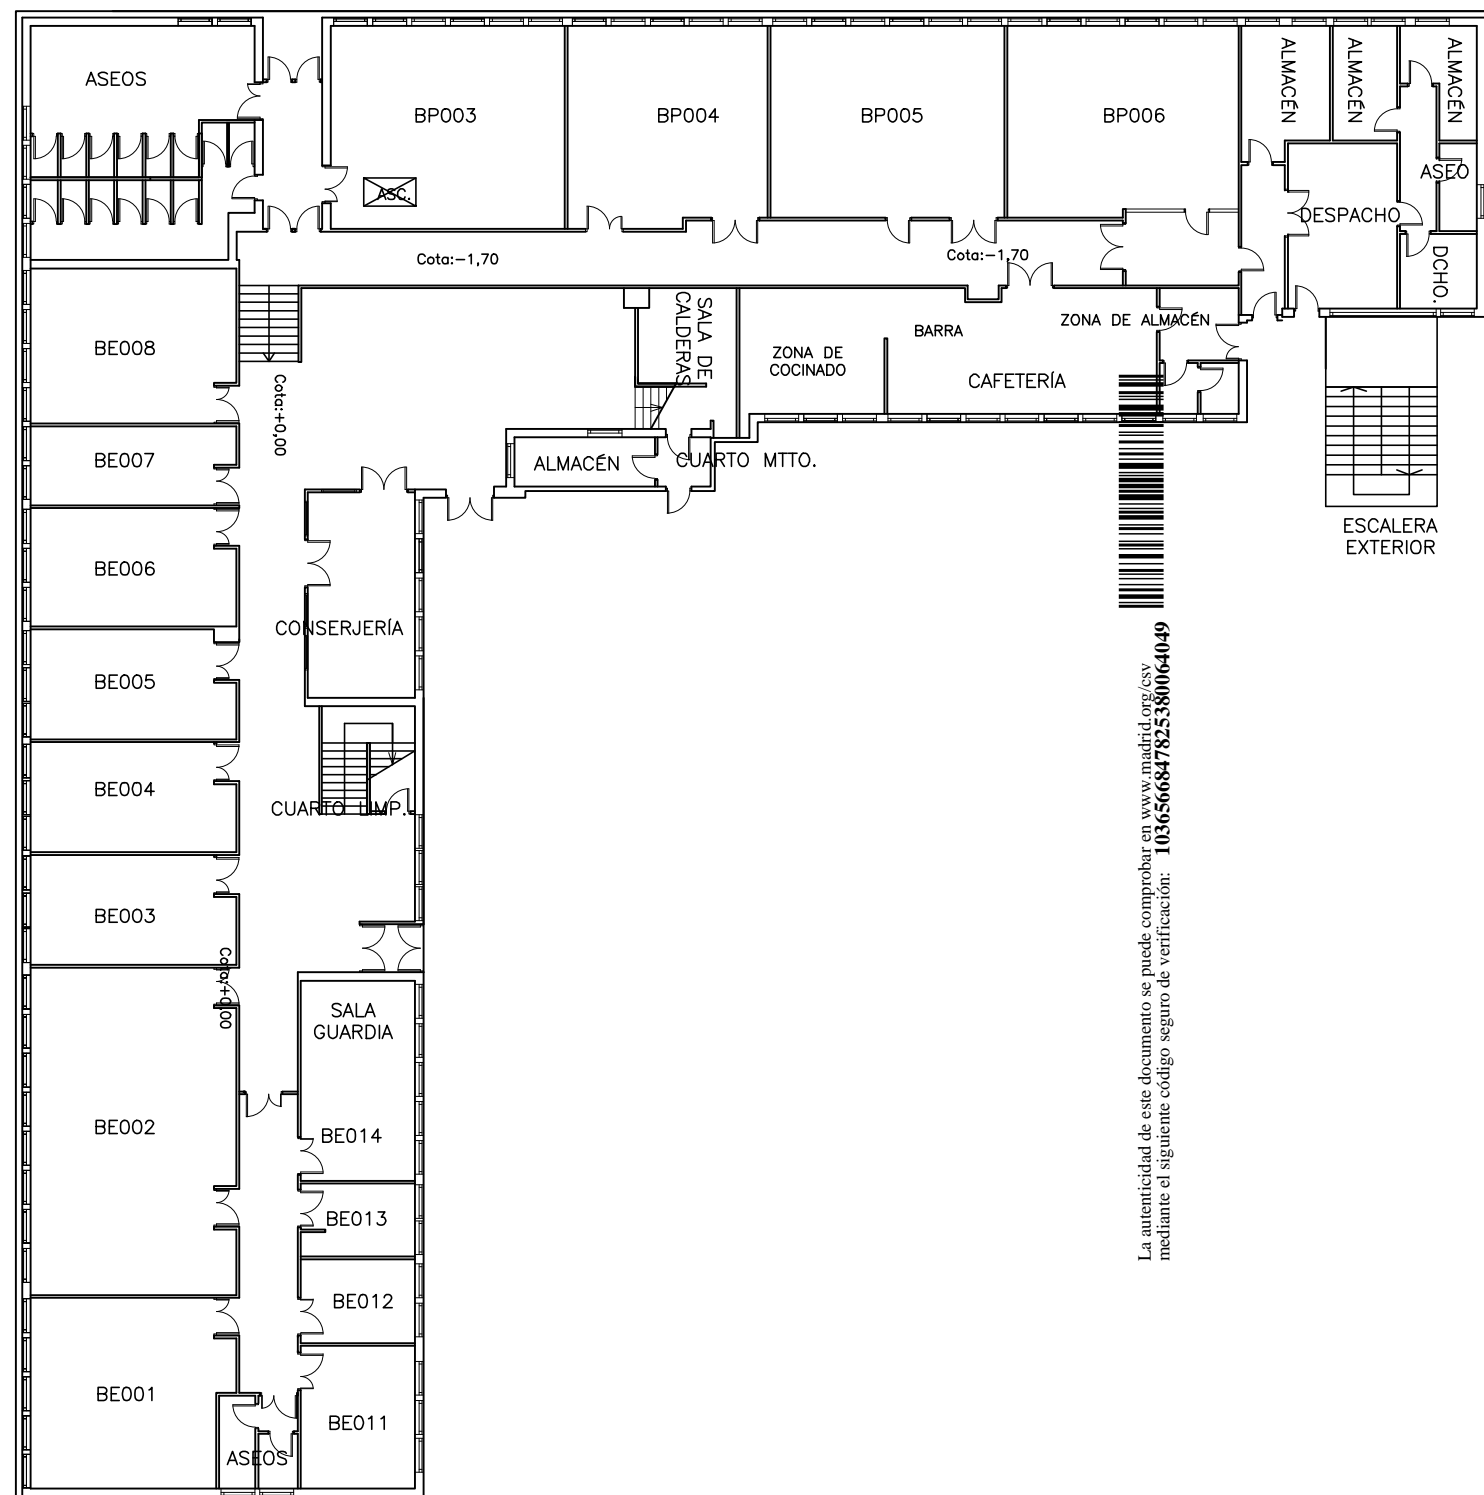 ASEOS
BP003
BP004
BP005
BP006
ALMACÉN
ALMACÉN
ALMACÉN
ASC.
ASEO
DESPACHO
DCHO.
Cota:-1,70
Cota:-1,70
SALA DE
CALDERAS
BARRA
ZONA DE ALMACÉN
ZONA DE
COCINADO
CAFETERÍA
BE008
Cota:+0,00
BE007
ALMACÉN
CUARTO MTTO.
ESCALERA
EXTERIOR
BE006
CONSERJERÍA
BE005
BE004
CUARTO LIMP.
BE003
Cota:+0,00
SALA
GUARDIA
BE002
BE014
BE013
BE012
BE001
BE011
ASEOS
La autenticidad de este documento se puede comprobar en www.madrid.org/csv
mediante el siguiente código seguro de verificación: 1036566847825380064049